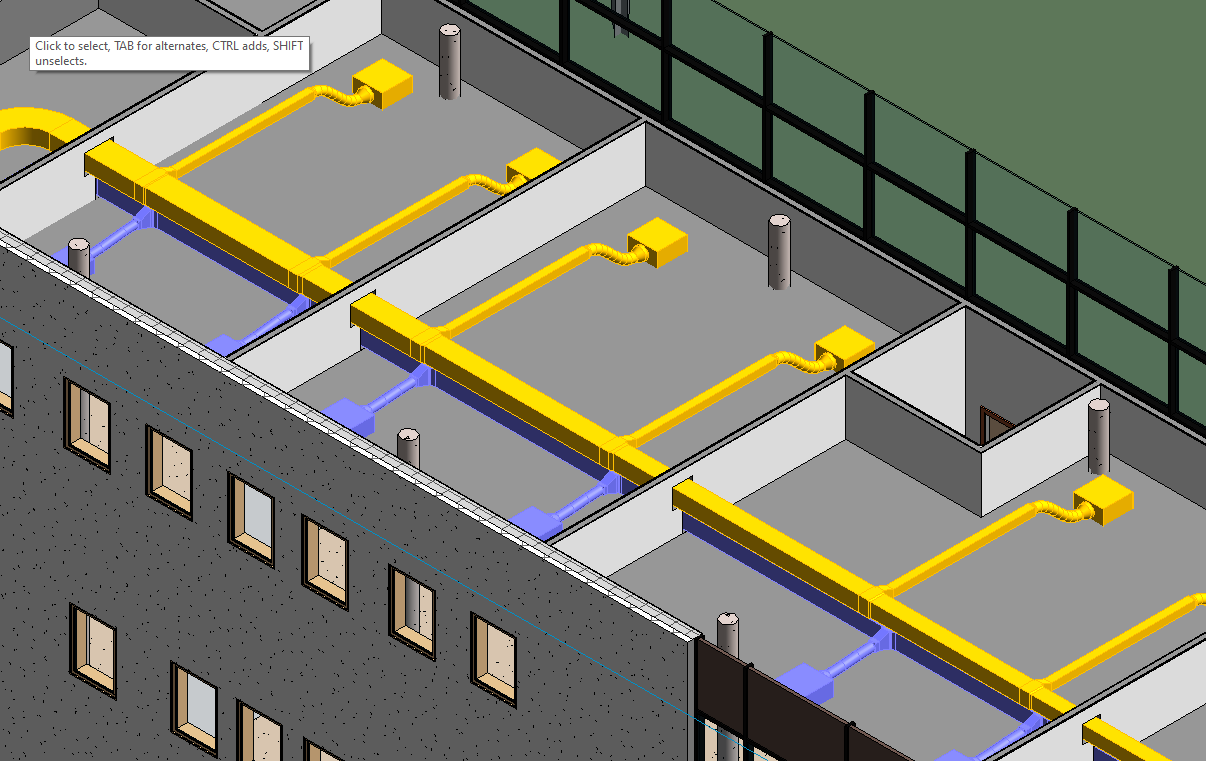 Click to select, TAB for alternates, CTRL adds, SHIFT
unselects.